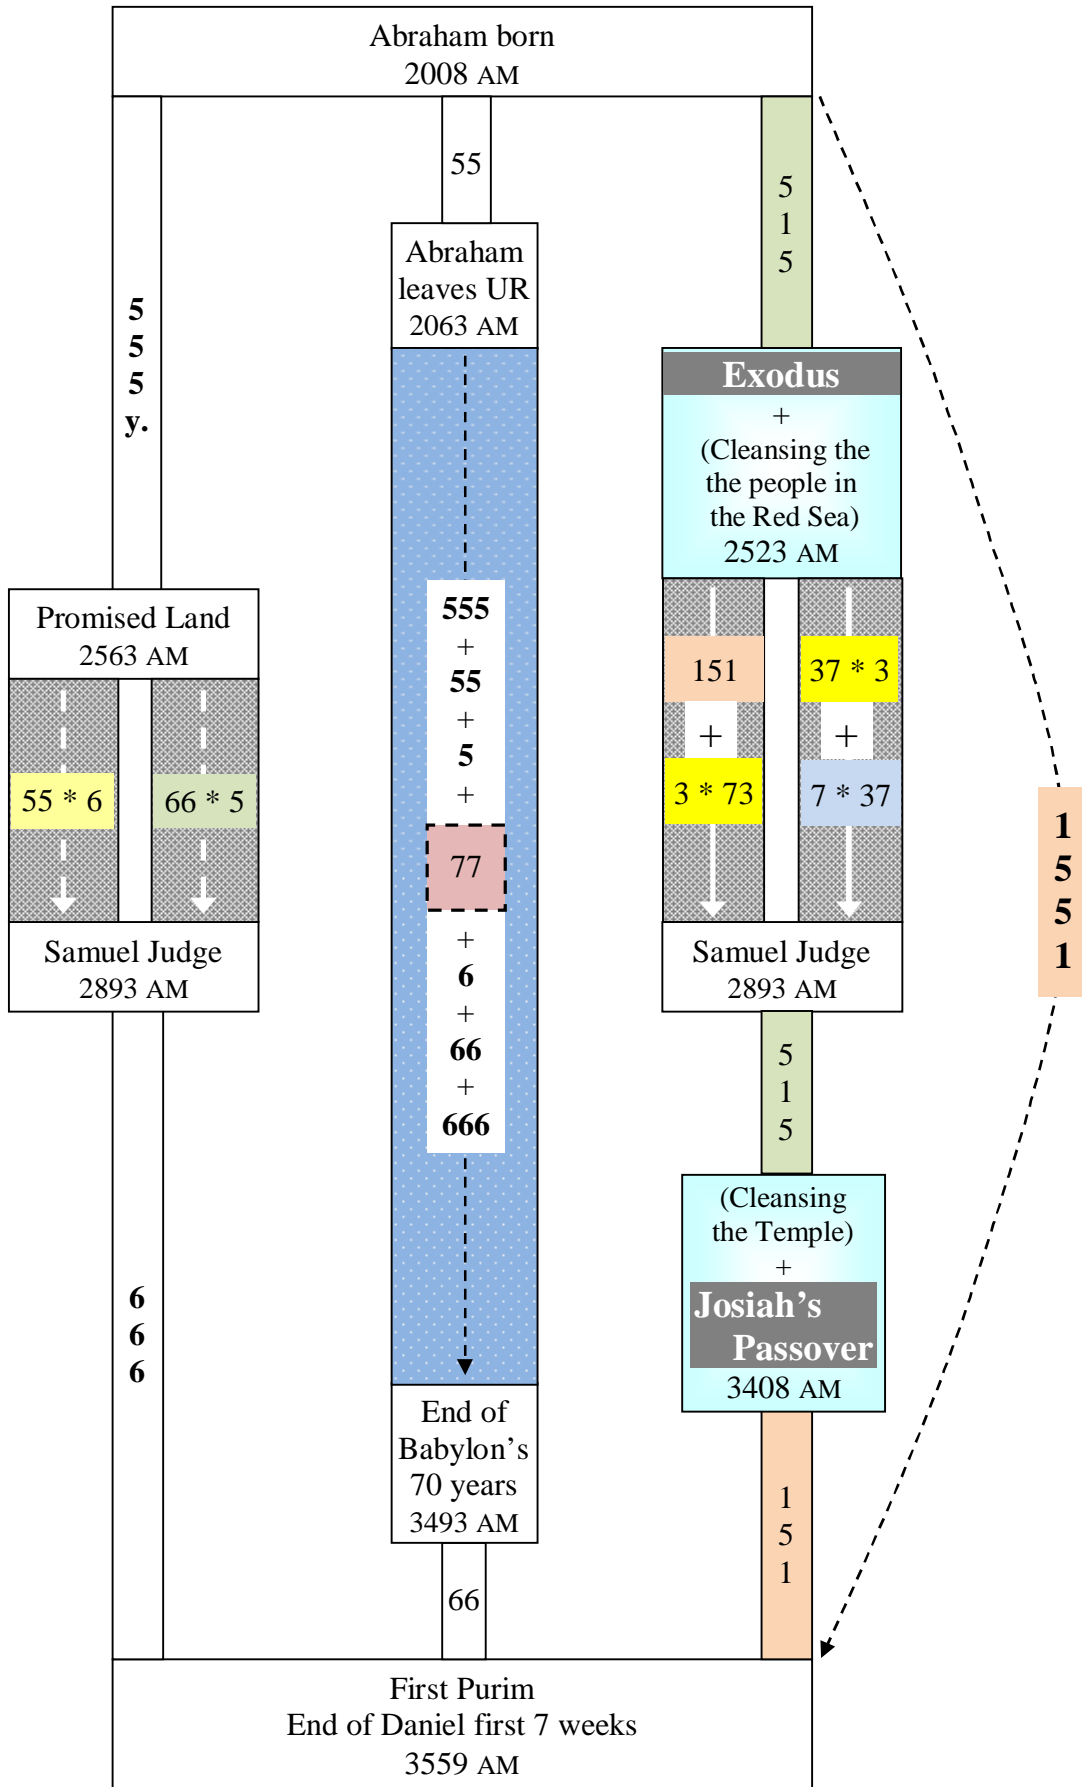 Abraham born
2008 AM
55
5
1
5
Abraham
leaves UR
2063 AM
5
5
5
y.
Exodus
+
(Cleansing the
the people in
the Red Sea)
2523 AM
Promised Land
2563 AM
555
+
55
+
5
+
77
+
6
+
66
+
666
151
+
3 * 73
37 * 3
+
7 * 37
55 * 6
66 * 5
1
5
5
1
Samuel Judge
2893 AM
Samuel Judge
2893 AM
5
1
5
(Cleansing
the Temple)
+
Josiah's
Passover
3408 AM
6
6
6
End of
Babylon's
70 years
3493 AM
1
5
1
66
First Purim
End of Daniel first 7 weeks
3559 AM